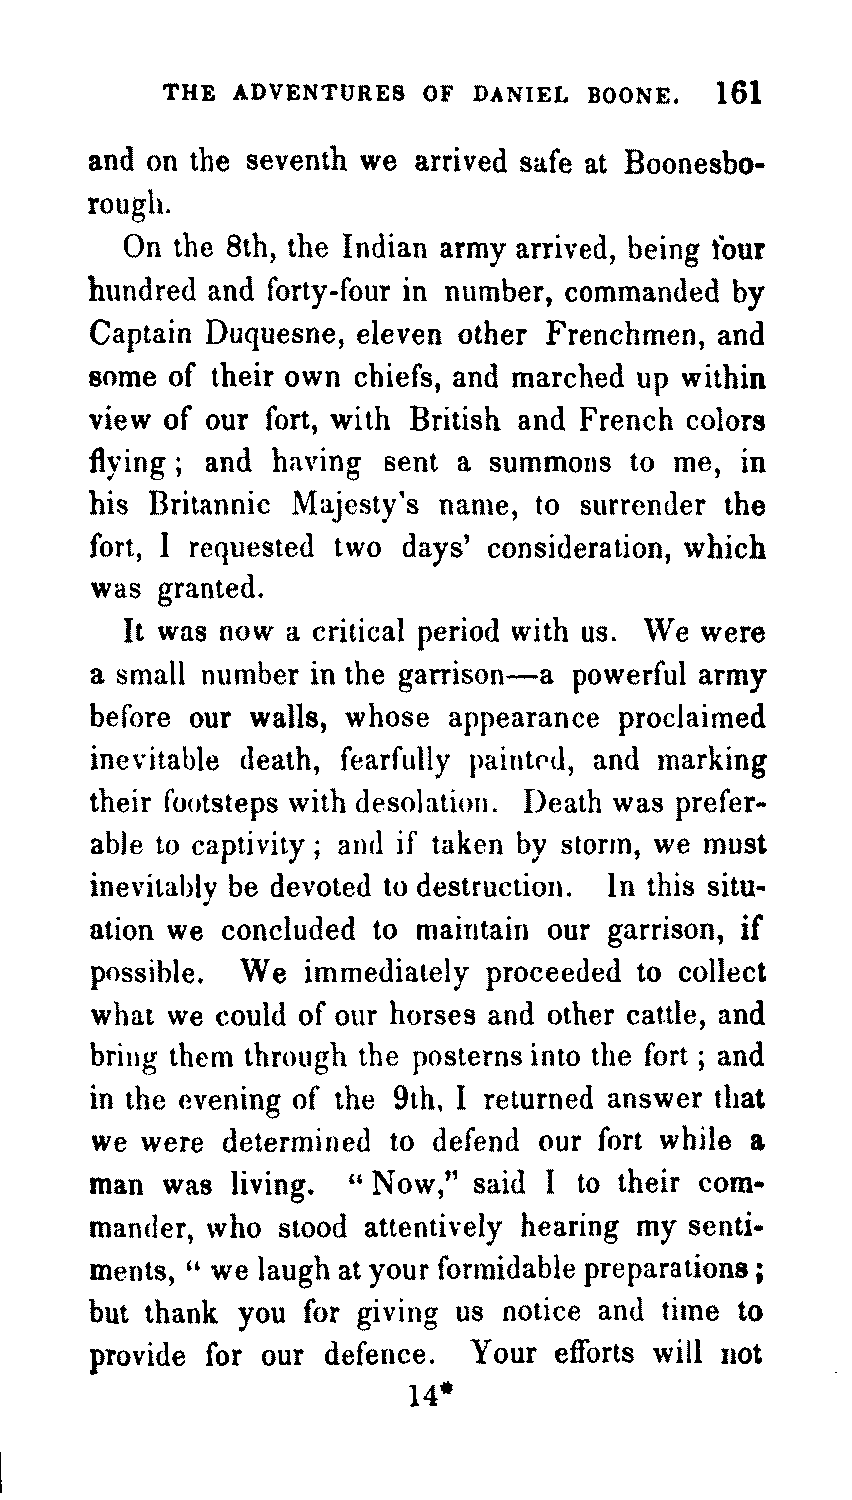 THE ADVENTURES OF DANIEL BOONE. 161
and on the seventh we arrived safe at Boonesbo-
rough.
On the 8th, the Indian army arrived, being four
hundred and forty-four in number, commanded by
Captain Duquesne, eleven other Frenchmen, and
some of their own chiefs, and marched up within
view of our fort, with British and French colors
flying; and having sent a summons to me, in
his Britannic Majesty's name, to surrender the
fort, I requested two days' consideration, which
was granted.
It was now a critical period with us. We were
a small number in the garrison—a powerful army
before our walls, whose appearance proclaimed
inevitable death, fearfully painted, and marking
their footsteps with desolation. Death was prefer-
able to captivity; and if taken by storm, we must
inevitably be devoted to destruction. In this situ-
ation we concluded to maintain our garrison, if
possible. We immediately proceeded to collect
what we could of our horses and other cattle, and
bring them through the posterns into the fort; and
in the evening of the 9th, I returned answer that
we were determined to defend our fort while a
man was living. "Now," said I to their com-
mander, who stood attentively hearing my senti-
ments, "we laugh at your formidable preparations;
but thank you for giving us notice and time to
provide for our defence. Your efforts will not
14*